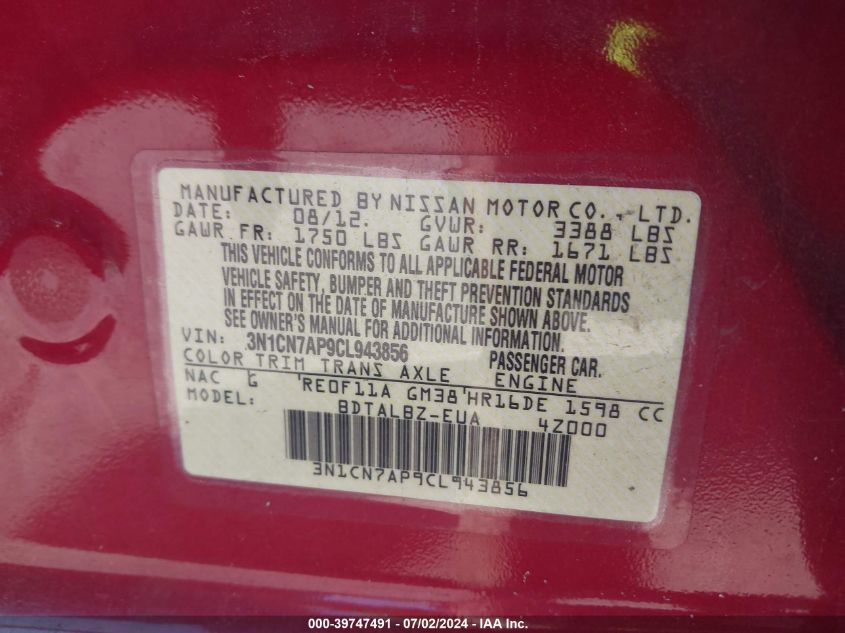 MANUFACTURED BY NISSAN MOTOR CO., LTD.
DATE: 08/12. GVWR: 3388 LBS
GAWR FR: 1750 LBS GAWR RR: 1671 LBS
THIS VEHICLE CONFORMS TO ALL APPLICABLE FEDERAL MOTOR
VEHICLE SAFETY, BUMPER AND THEFT PREVENTION STANDARDS
IN EFFECT ON THE DATE OF MANUFACTURE SHOWN ABOVE.
SEE OWNER'S MANUAL FOR ADDITIONAL INFORMATION.
VIN: 3N1CN7AP9CL943856 PASSENGER CAR.
COLOR TRIM TRANS AXLE ENGINE
NAC G RE0F11A GM38 HR16DE 1598 CC
MODEL: BDTALBZ-EUA 4Z000
3N1CN7AP9CL943856
000-39747491 - 07/02/2024 - IAA Inc.